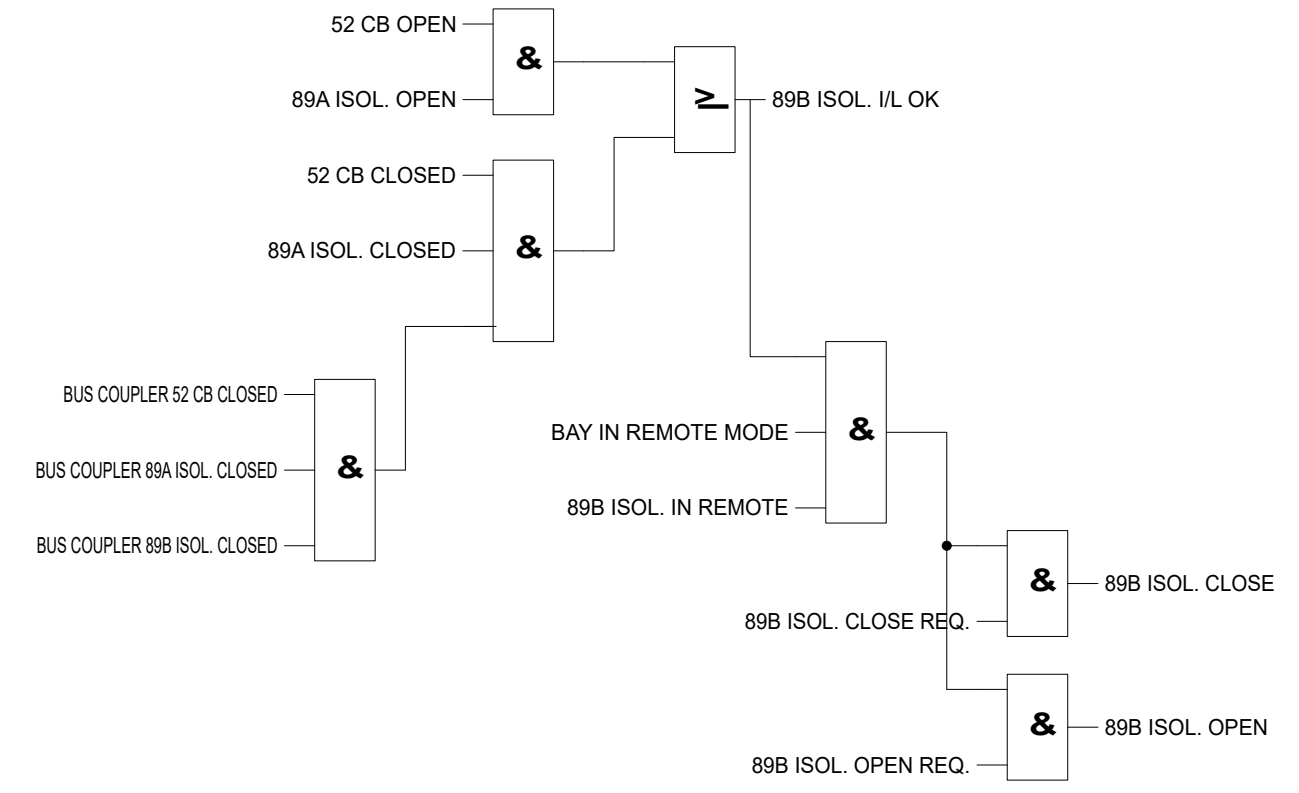 52 CB OPEN
&
89A ISOL. OPEN
≥
89B ISOL. I/L OK
52 CB CLOSED
89A ISOL. CLOSED
&
BUS COUPLER 52 CB CLOSED
BUS COUPLER 89A ISOL. CLOSED
&
BUS COUPLER 89B ISOL. CLOSED
BAY IN REMOTE MODE
&
89B ISOL. IN REMOTE
&
89B ISOL. CLOSE
89B ISOL. CLOSE REQ.
&
89B ISOL. OPEN
89B ISOL. OPEN REQ.